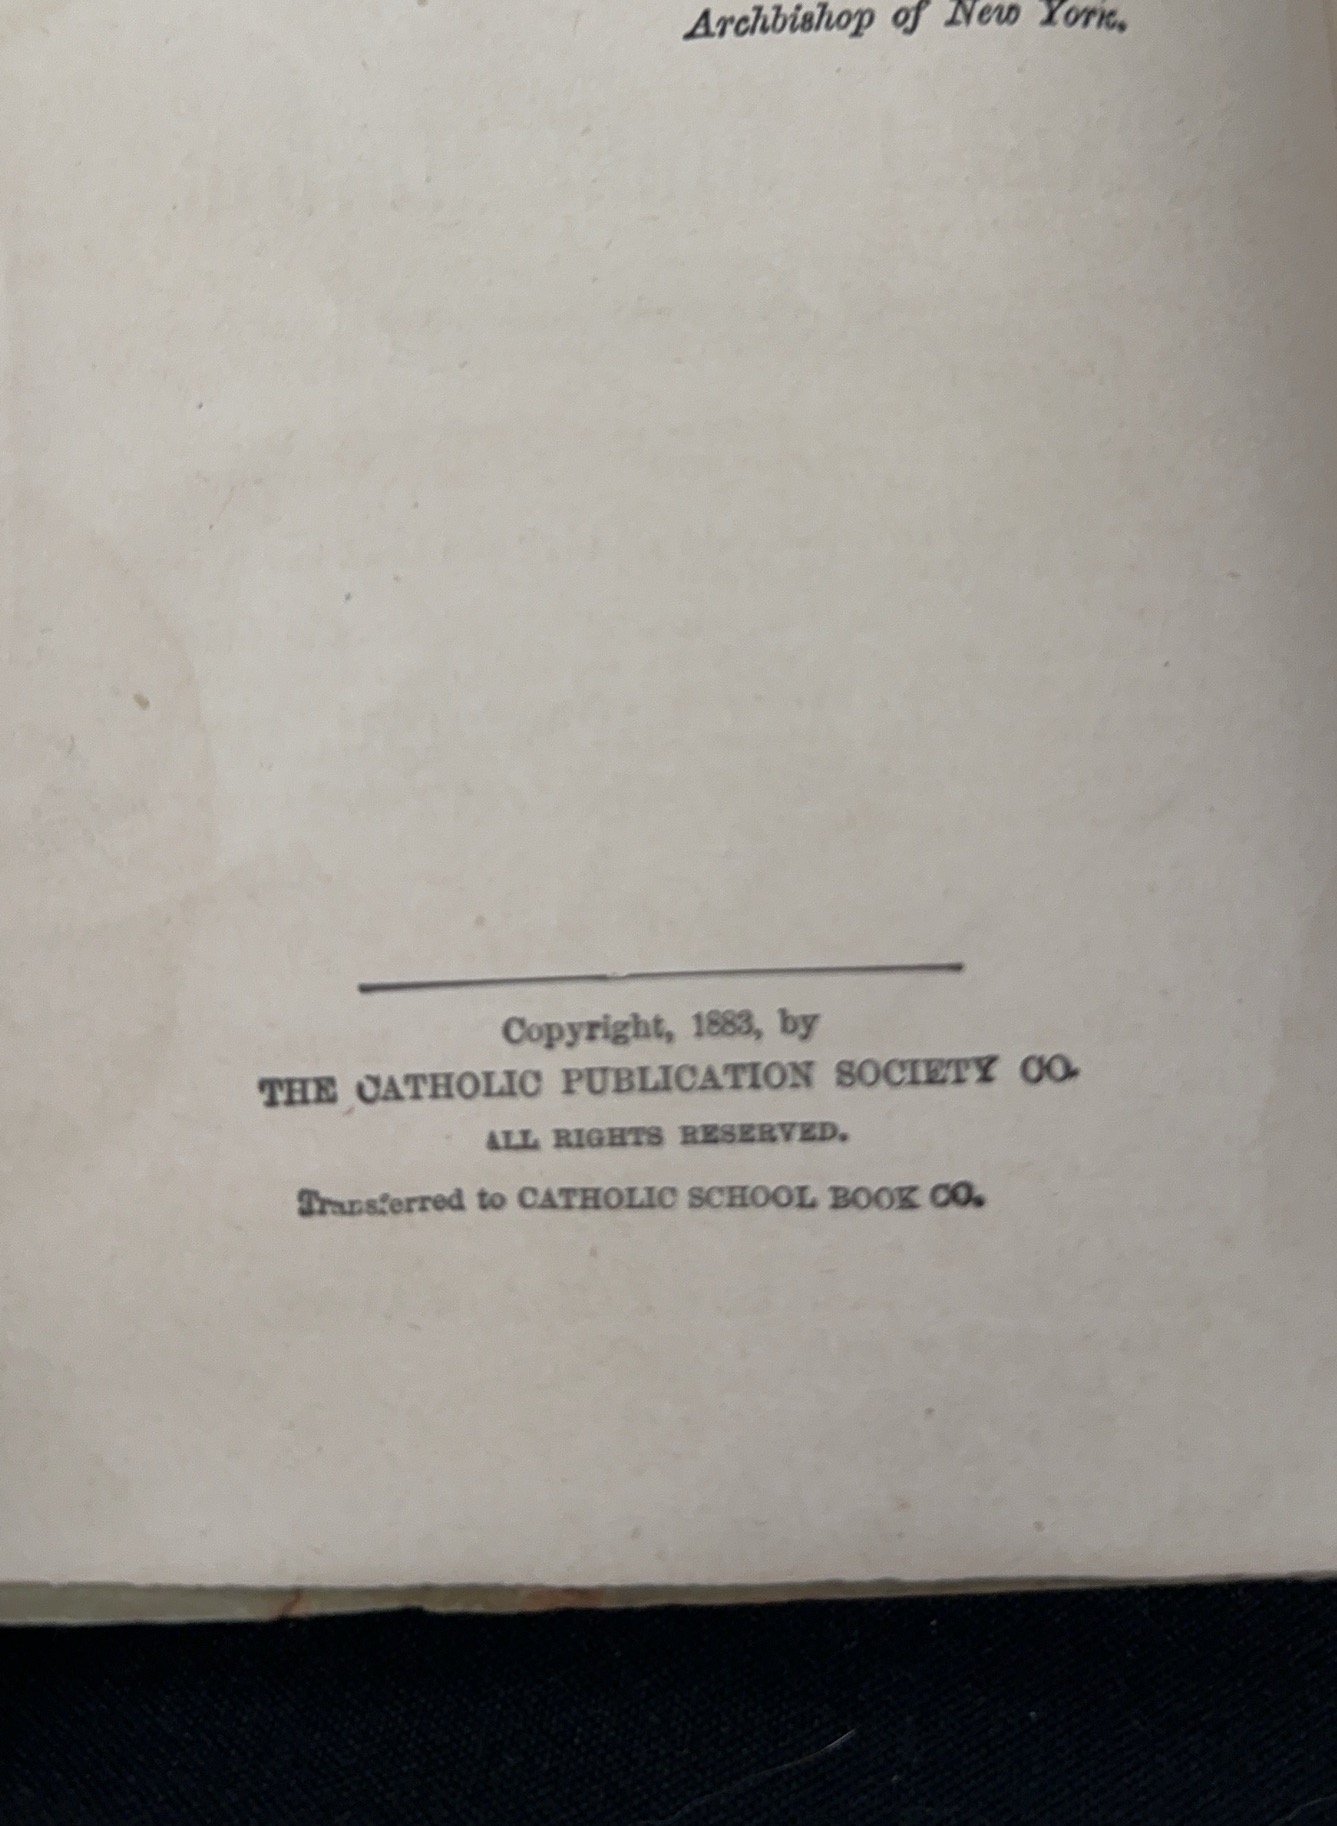 Archbishop of New York.
Copyright, 1883, by
THE CATHOLIC PUBLICATION SOCIETY CO.
ALL RIGHTS RESERVED.
Transferred to CATHOLIC SCHOOL BOOK CO.